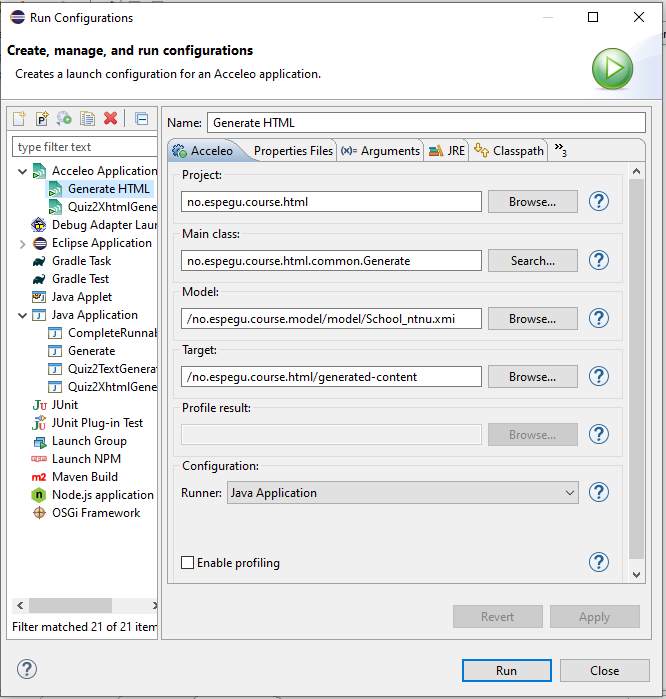 Run Configurations
Create, manage, and run configurations
Creates a launch configuration for an Acceleo application.
type filter text
Acceleo Application
Generate HTML
Quiz2XhtmlGene
Debug Adapter Laun
Eclipse Application
Gradle Task
Gradle Test
Java Applet
Java Application
CompleteRunnab
Generate
Quiz2TextGenerat
Quiz2XhtmlGene
JUnit
JUnit Plug-in Test
Launch Group
Launch NPM
Maven Build
Node.js application
OSGi Framework
Filter matched 21 of 21 item
Name: Generate HTML
Acceleo Properties Files (x)= Arguments JRE Classpath »3
Project:
no.espegu.course.html Browse...
Main class:
no.espegu.course.html.common.Generate Search...
Model:
/no.espegu.course.model/model/School_ntnu.xmi Browse...
Target:
/no.espegu.course.html/generated-content Browse...
Profile result:
Browse...
Configuration:
Runner: Java Application
Enable profiling
Revert Apply
Run Close